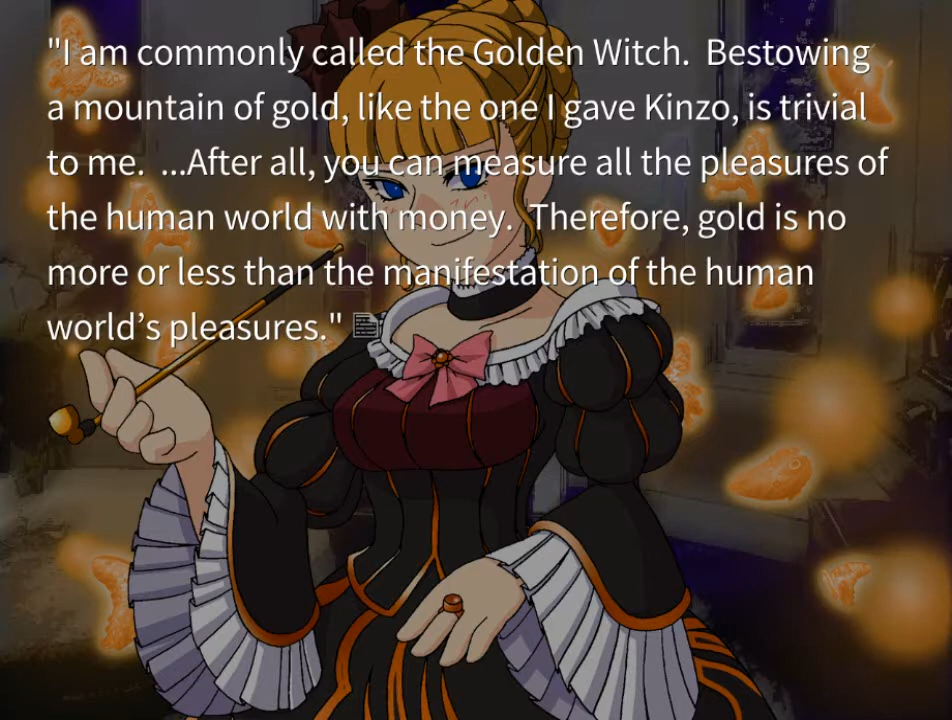 "I am commonly called the Golden Witch.  Bestowing
a mountain of gold, like the one I gave Kinzo, is trivial
to me.  ...After all, you can measure all the pleasures of
the human world with money.  Therefore, gold is no
more or less than the manifestation of the human
world’s pleasures."